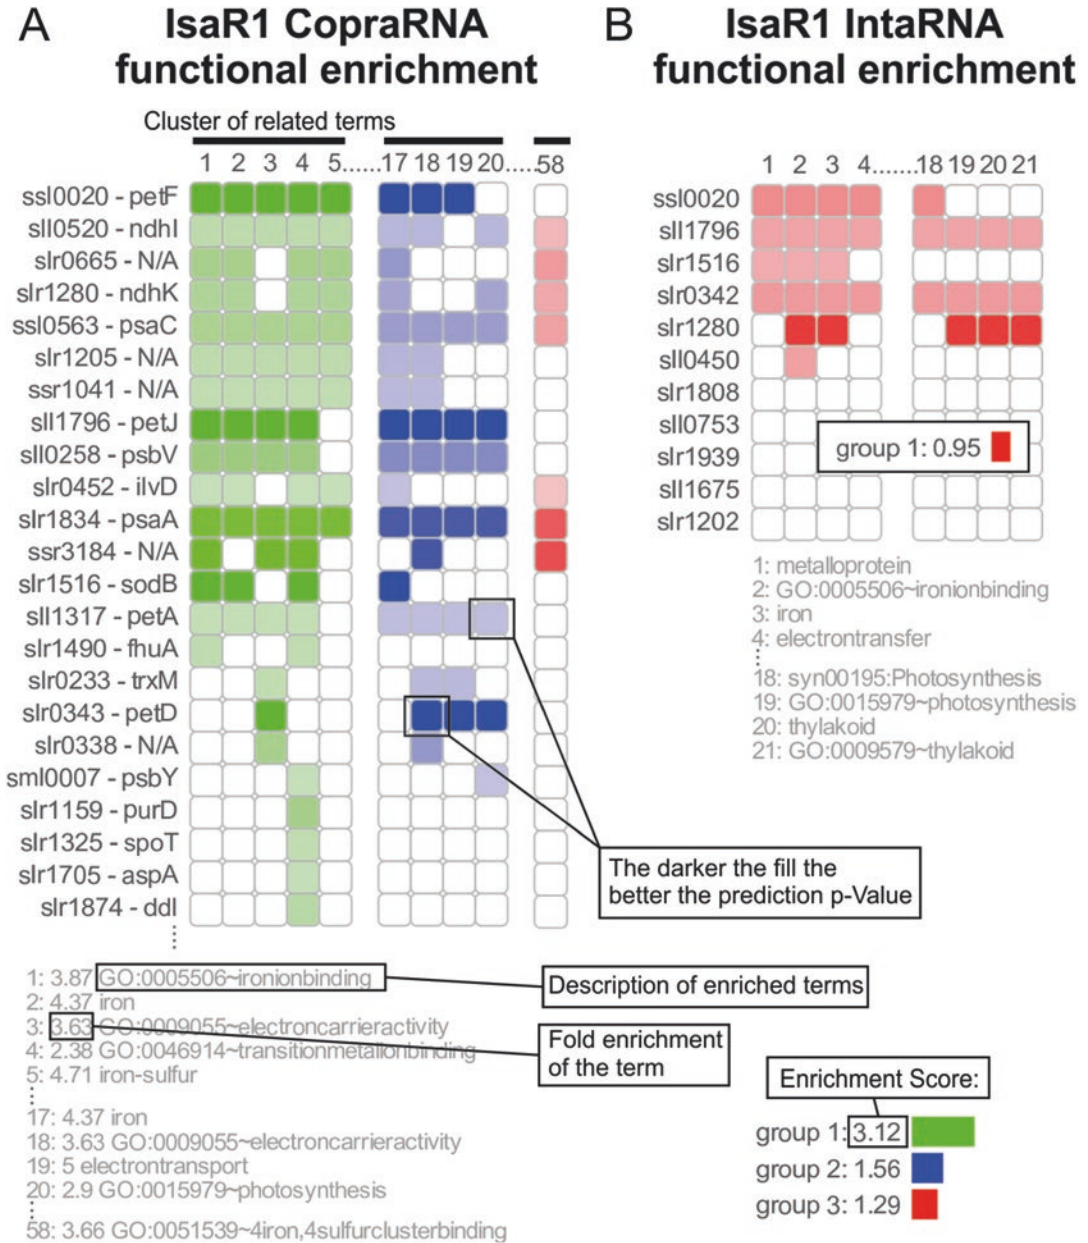 A
IsaR1 CopraRNA
functional enrichment
Cluster of related terms
1 2 3 4 5.......17 18 19 20......58
ssl0020 - petF
sll0520 - ndhI
slr0665 - N/A
slr1280 - ndhK
ssl0563 - psaC
slr1205 - N/A
ssr1041 - N/A
sll1796 - petJ
sll0258 - psbV
slr0452 - ilvD
slr1834 - psaA
ssr3184 - N/A
slr1516 - sodB
sll1317 - petA
slr1490 - fhuA
slr0233 - trxM
slr0343 - petD
slr0338 - N/A
sml0007 - psbY
slr1159 - purD
slr1325 - spoT
slr1705 - aspA
slr1874 - ddl
The darker the fill the
better the prediction p-Value
1: 3.87 GO:0005506~ironionbinding
2: 4.37 iron
3: 3.63 GO:0009055~electroncarrieractivity
4: 2.38 GO:0046914~transitionmetalionbinding
5: 4.71 iron-sulfur
17: 4.37 iron
18: 3.63 GO:0009055~electroncarrieractivity
19: 5 electrontransport
20: 2.9 GO:0015979~photosynthesis
58: 3.66 GO:0051539~4iron,4sulfurclusterbinding
Description of enriched terms
Fold enrichment
of the term
Enrichment Score:
group 1: 3.12
group 2: 1.56
group 3: 1.29
B
IsaR1 IntaRNA
functional enrichment
1 2 3 4........18 19 20 21
ssl0020
sll1796
slr1516
slr0342
slr1280
sll0450
slr1808
sll0753
slr1939
sll1675
slr1202
group 1: 0.95
1: metalloprotein
2: GO:0005506~ironionbinding
3: iron
4: electrontransfer
18: syn00195:Photosynthesis
19: GO:0015979~photosynthesis
20: thylakoid
21: GO:0009579~thylakoid